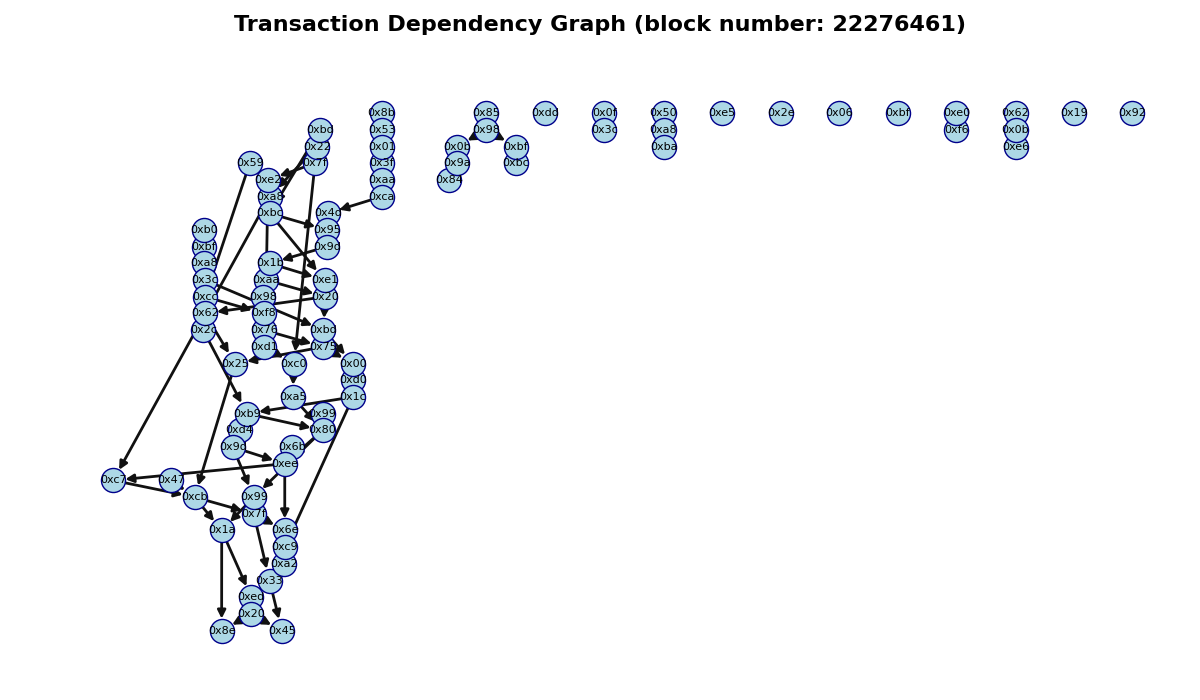 Transaction Dependency Graph (block number: 22276461)
0x8b 0x85 0xdd 0x0f 0x50 0xe5 0x2e 0x06 0xbf 0xe0 0x62 0x19 0x92
0xbd 0x53 0x98 0x3c 0xa8 0xf6 0x0b
0x22 0x01 0x0b 0xbf 0xba 0xe6
0x59 0x7f 0x3f 0x9a 0xbc
0xe2 0xaa 0x84
0xa8 0xca
0xbc 0x4d
0xb0 0x95
0xbf 0x9d
0xa8 0x1b
0x3c 0xaa 0xe1
0xcc 0x98 0x20
0x62 0xf8
0x2c 0x76 0xbd
0xd1 0x75
0x25 0xc0 0x00
0xd0
0xa5 0x1c
0xb9 0x99
0xd4 0x80
0x9c 0x6b
0xee
0xc7 0x47
0xcb 0x99
0x7f
0x1a 0x6e
0xc9
0xa2
0x33
0xed
0x20
0x8e 0x45